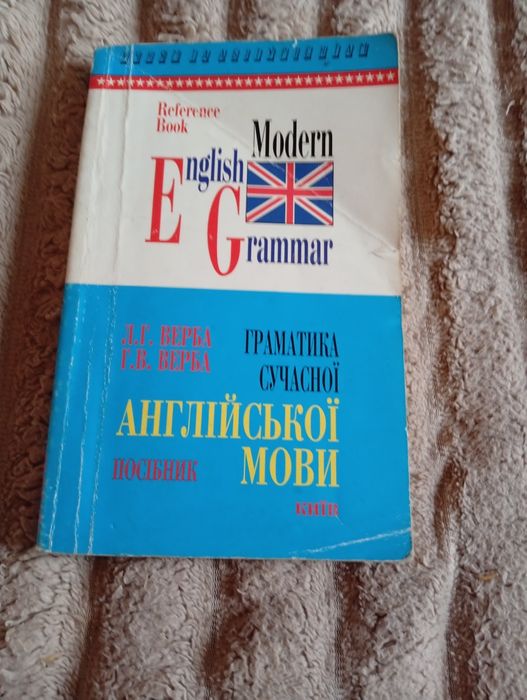 Reference
Book
Modern
English
Grammar
Л.Г. ВЕРБА
Г.В. ВЕРБА
ГРАМАТИКА
СУЧАСНОЇ
АНГЛІЙСЬКОЇ
МОВИ
ПОСІБНИК
КИЇВ